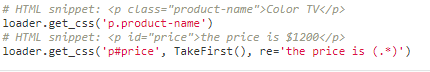 # HTML snippet: <p class="product-name">Color TV</p>
loader.get_css('p.product-name')
# HTML snippet: <p id="price">the price is $1200</p>
loader.get_css('p#price', TakeFirst(), re='the price is (.*)')